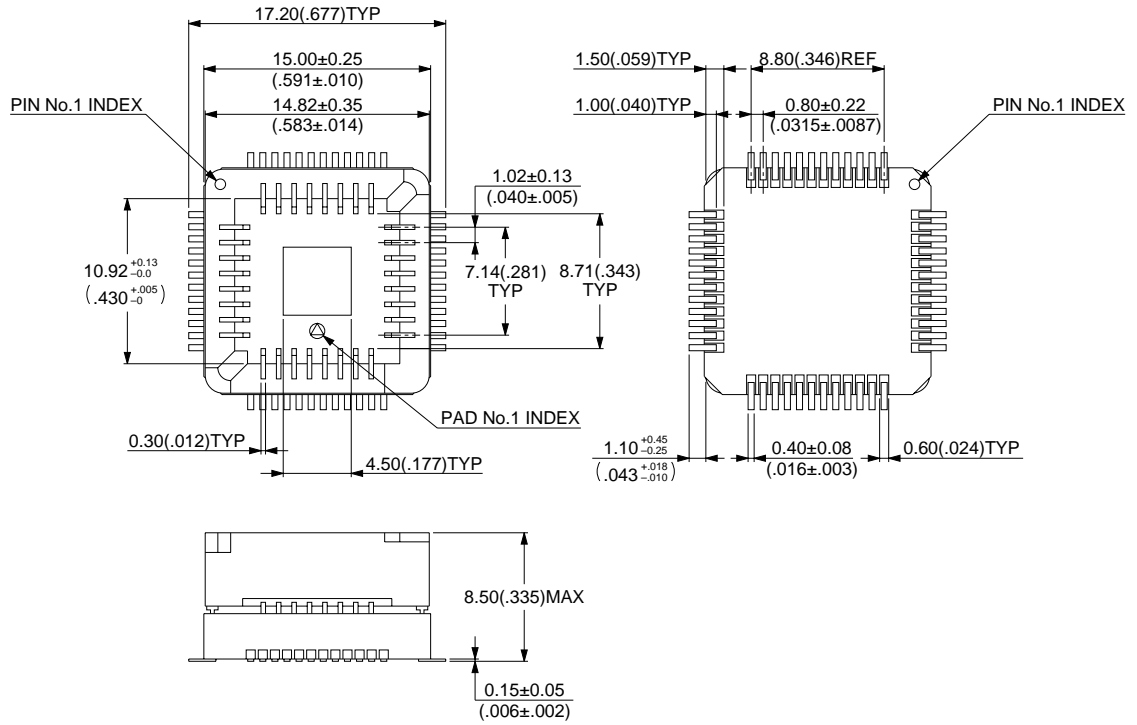 17.20(.677)TYP
15.00±0.25
(.591±.010)
14.82±0.35
(.583±.014)
PIN No.1 INDEX
1.02±0.13
(.040±.005)
10.92 +0.13 −0.0
(.430 +.005 −0)
7.14(.281)
TYP
8.71(.343)
TYP
PAD No.1 INDEX
0.30(.012)TYP
4.50(.177)TYP
1.50(.059)TYP
8.80(.346)REF
1.00(.040)TYP
0.80±0.22
(.0315±.0087)
PIN No.1 INDEX
1.10 +0.45 −0.25
(.043 +.018 −.010)
0.40±0.08
(.016±.003)
0.60(.024)TYP
8.50(.335)MAX
0.15±0.05
(.006±.002)